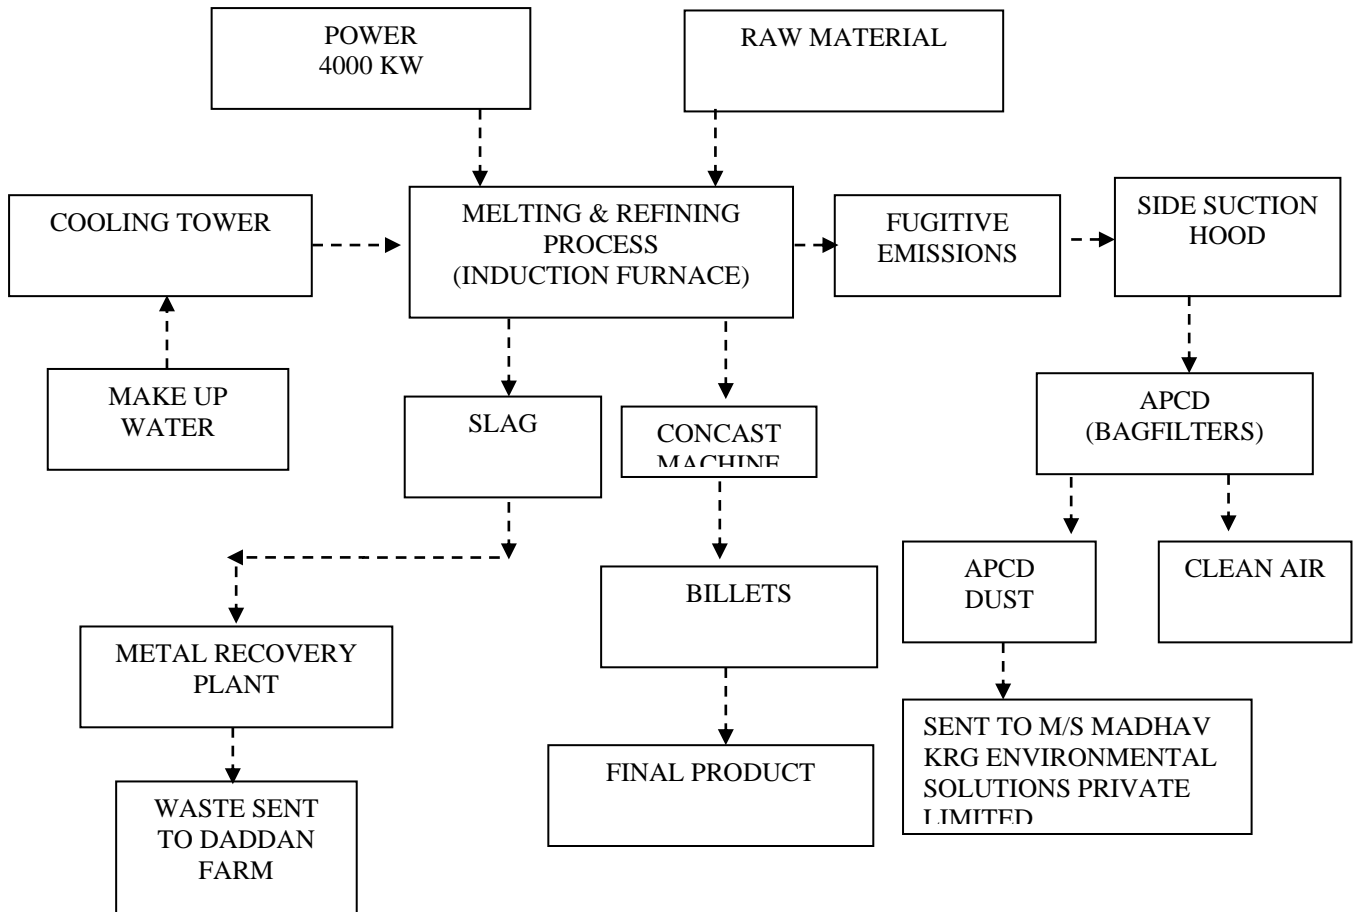 POWER
4000 KW
RAW MATERIAL
COOLING TOWER
MELTING & REFINING
PROCESS
(INDUCTION FURNACE)
FUGITIVE
EMISSIONS
SIDE SUCTION
HOOD
MAKE UP
WATER
SLAG
CONCAST
MACHINE
APCD
(BAGFILTERS)
BILLETS
APCD
DUST
CLEAN AIR
METAL RECOVERY
PLANT
SENT TO M/S MADHAV
KRG ENVIRONMENTAL
SOLUTIONS PRIVATE
LIMITED
FINAL PRODUCT
WASTE SENT
TO DADDAN
FARM